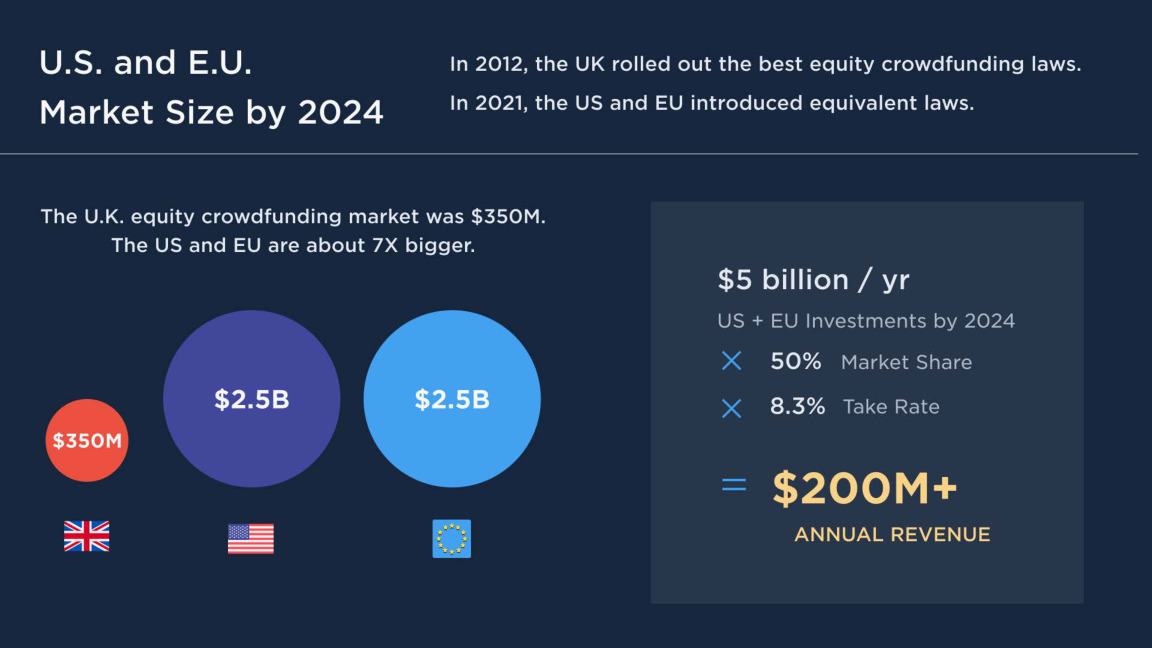 U.S. and E.U.
Market Size by 2024
In 2012, the UK rolled out the best equity crowdfunding laws.
In 2021, the US and EU introduced equivalent laws.
The U.K. equity crowdfunding market was $350M.
The US and EU are about 7X bigger.
$350M
$2.5B
$2.5B
$5 billion / yr
US + EU Investments by 2024
× 50% Market Share
× 8.3% Take Rate
= $200M+
ANNUAL REVENUE